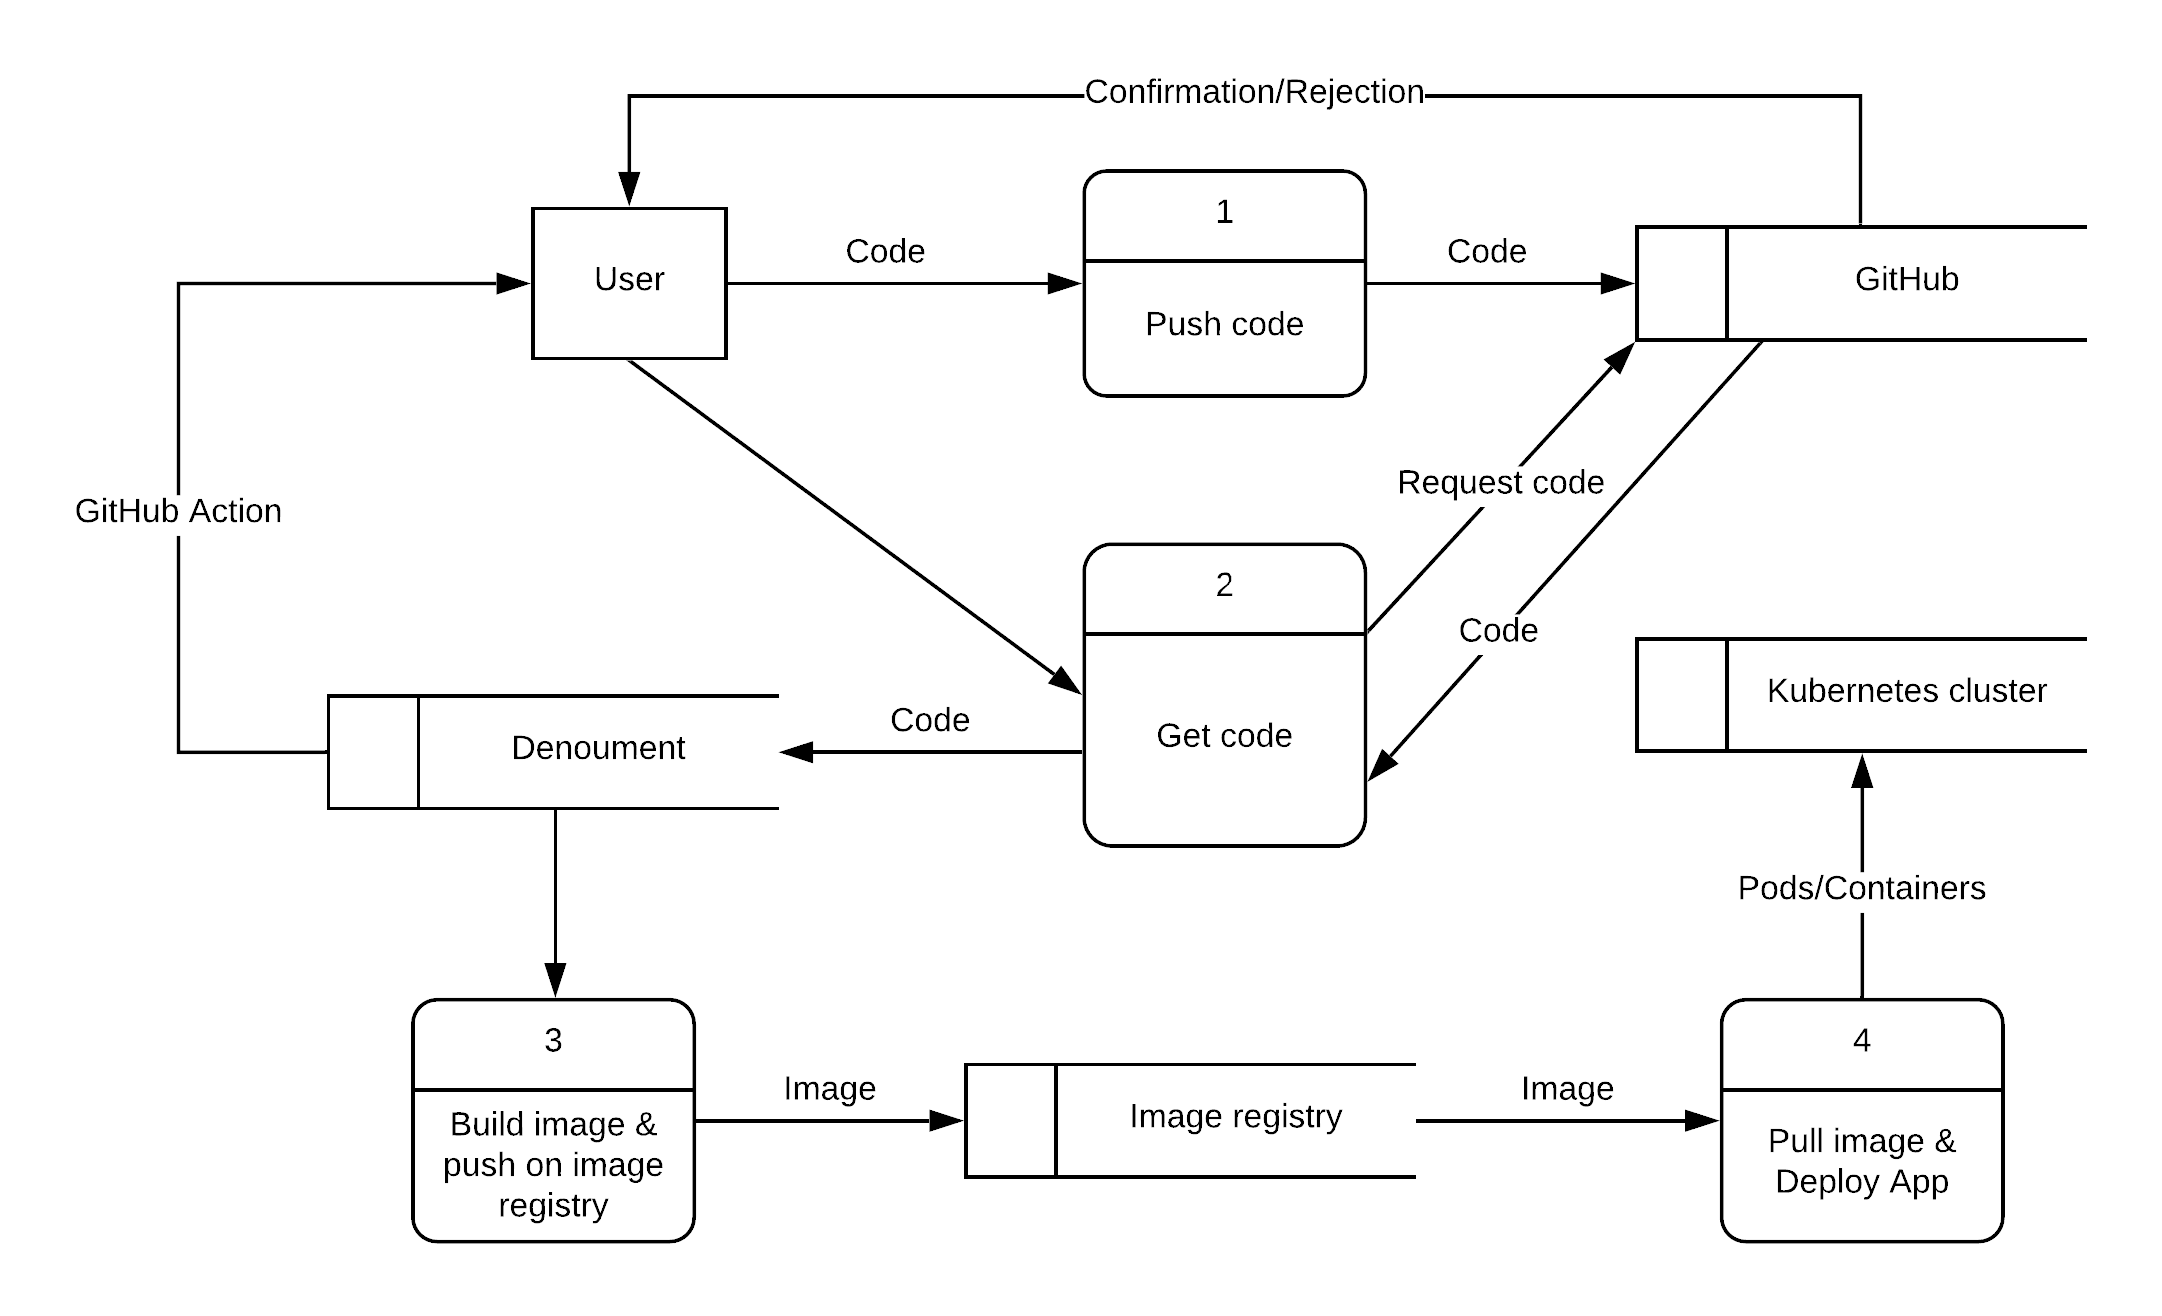 Confirmation/Rejection
1
Code
Code
User
GitHub
Push code
Request code
GitHub Action
2
Code
Kubernetes cluster
Code
Denoument
Get code
Pods/Containers
3
4
Image
Image
Build image &
push on image
registry
Image registry
Pull image &
Deploy App